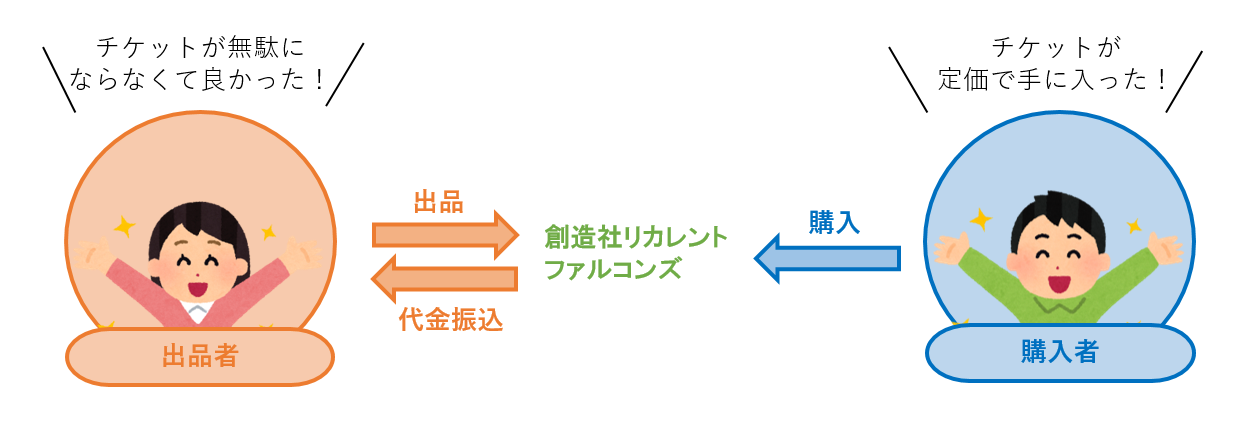 チケットが無駄に
ならなくて良かった！
チケットが
定価で手に入った！
出品
創造社リカレント
ファルコンズ
購入
代金振込
出品者
購入者